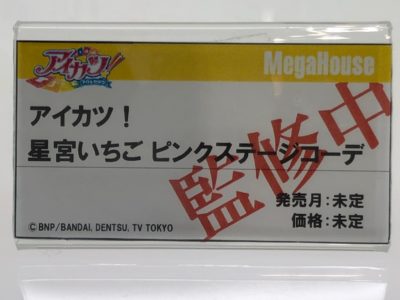 アイカツ！
MegaHouse
アイカツ！
星宮いちご ピンクステージコーデ
監修中
発売月：未定
価格：未定
©BNP/BANDAI, DENTSU, TV TOKYO